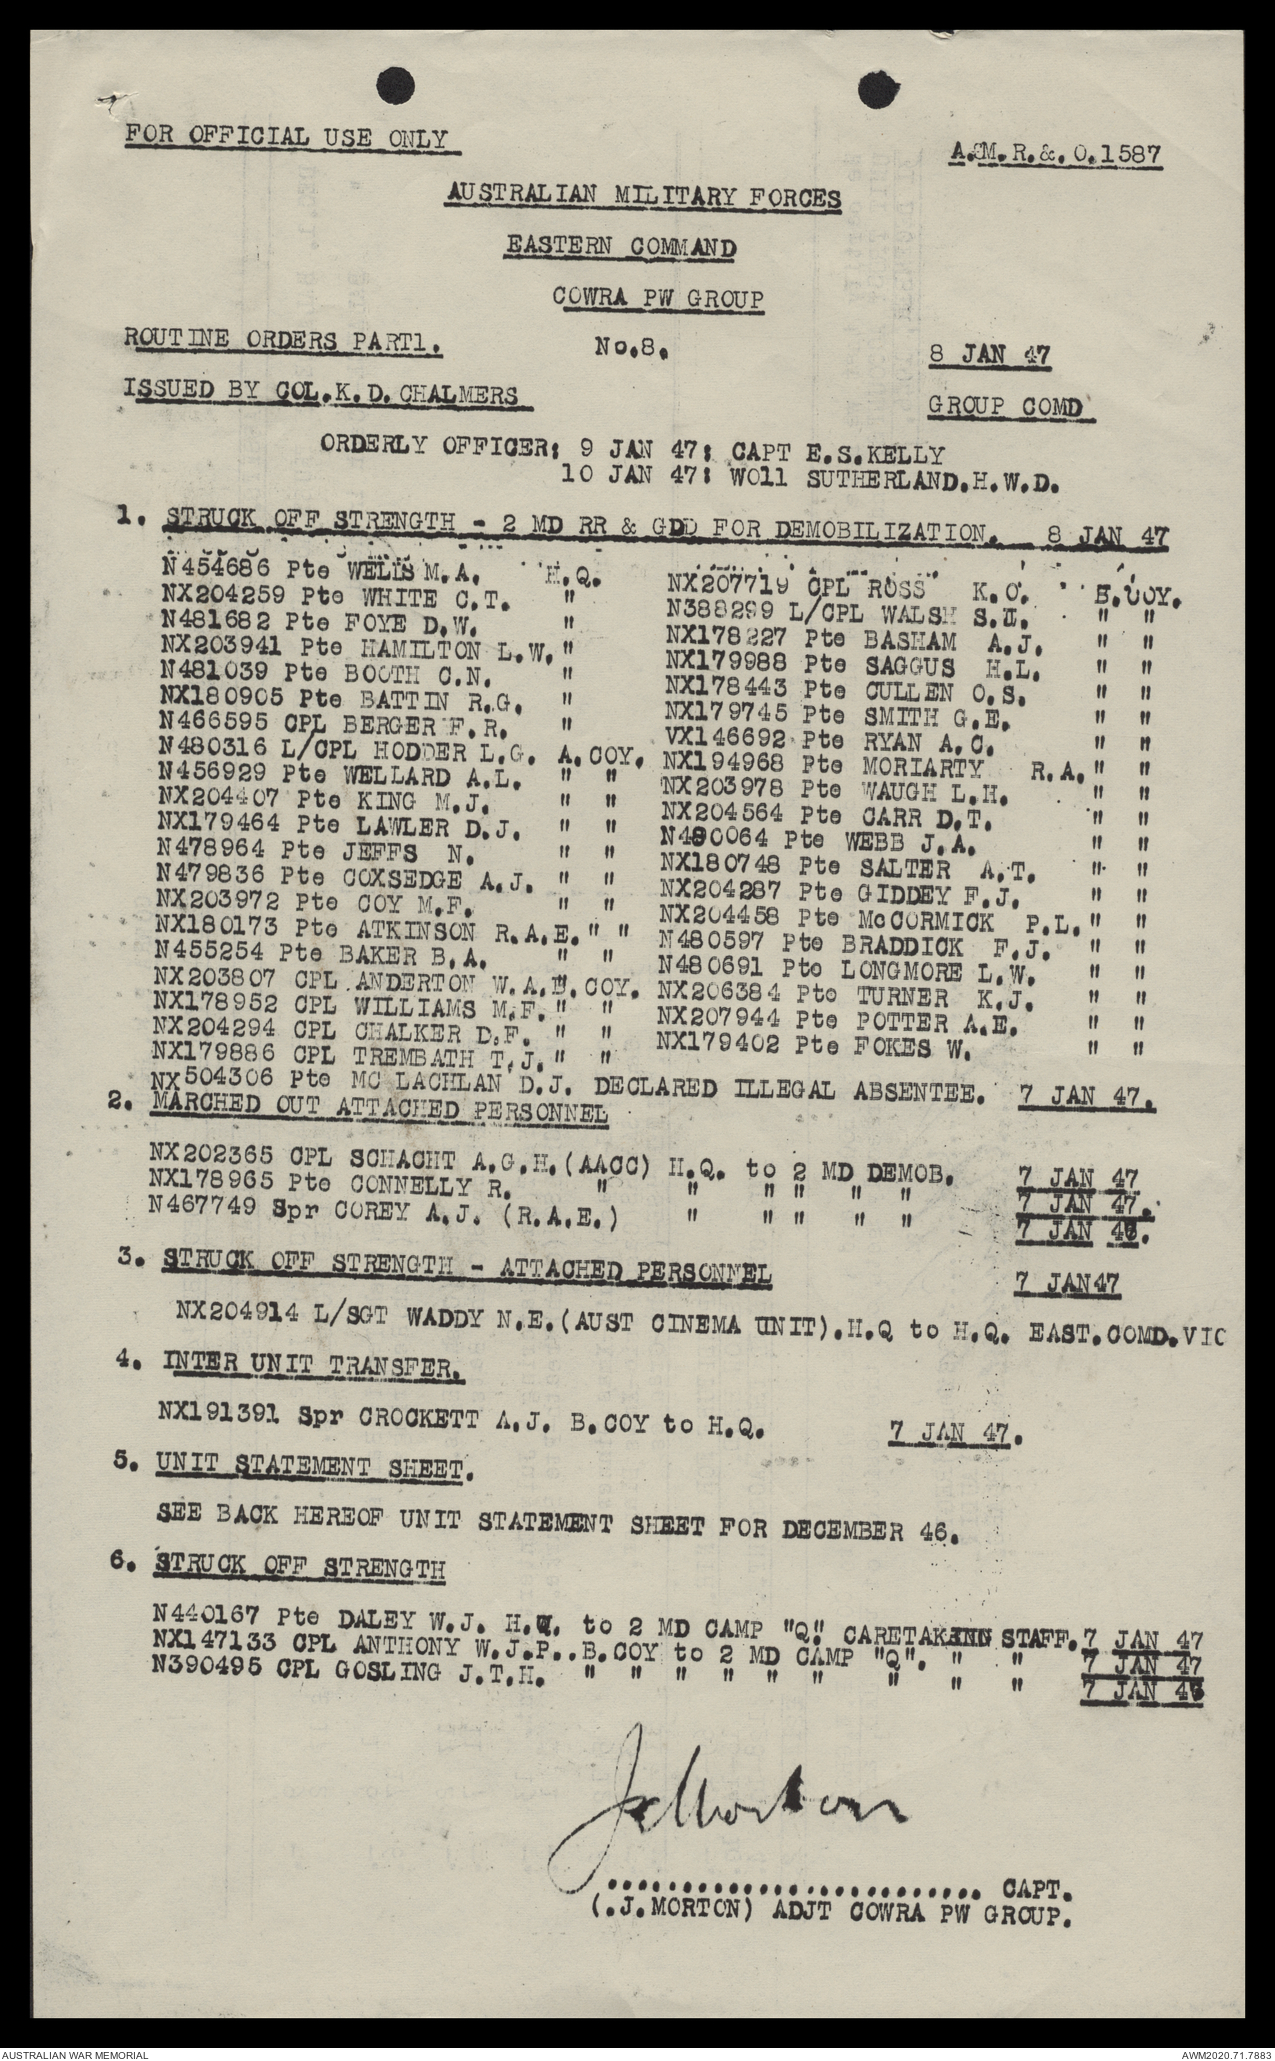 FOR OFFICIAL USE ONLY
A.M.R.&.O.1587
AUSTRALIAN MILITARY FORCES
EASTERN COMMAND
COWRA PW GROUP
ROUTINE ORDERS PART1. No.8. 8 JAN 47
ISSUED BY COL.K.D.CHALMERS GROUP COMD
ORDERLY OFFICER: 9 JAN 47: CAPT E.S.KELLY
10 JAN 47: WO11 SUTHERLAND.H.W.D.
1. STRUCK OFF STRENGTH - 2 MD RR & GDD FOR DEMOBILIZATION. 8 JAN 47
N454686 Pte WELLS M.A. H.Q.
NX204259 Pte WHITE C.T. "
N481682 Pte FOYE D.W. "
NX203941 Pte HAMILTON L.W. "
N481039 Pte BOOTH C.N. "
NX180905 Pte BATTIN R.G. "
N466595 CPL BERGER F.R. "
N480316 L/CPL HODDER L.G. A.COY.
N456929 Pte WELLARD A.L. " "
NX204407 Pte KING M.J. " "
NX179464 Pte LAWLER D.J. " "
N478964 Pte JEFFS N. " "
N479836 Pte COXSEDGE A.J. " "
NX203972 Pte COY M.F. " "
NX180173 Pte ATKINSON R.A.E. " "
N455254 Pte BAKER B.A. " "
NX203807 CPL ANDERTON W.A.B.COY.
NX178952 CPL WILLIAMS M.F. " "
NX204294 CPL CHALKER D.F. " "
NX179886 CPL TREMBATH T.J. " "
NX207719 CPL ROSS K.O. B.COY.
N388299 L/CPL WALSH S. " "
NX178227 Pte BASHAM A.J. " "
NX179988 Pte SAGGUS H.L. " "
NX178443 Pte CULLEN O.S. " "
NX179745 Pte SMITH G.E. " "
VX146692 Pte RYAN A.C. " "
NX194968 Pte MORIARTY R.A. " "
NX203978 Pte WAUGH L.H. " "
NX204564 Pte CARR D.T. " "
N480064 Pte WEBB J.A. " "
NX180748 Pte SALTER A.T. " "
NX204287 Pte GIDDEY F.J. " "
NX204458 Pte McCORMICK P.L. " "
N480597 Pte BRADDICK F.J. " "
N480691 Pte LONGMORE L.W. " "
NX206384 Pte TURNER K.J. " "
NX207944 Pte POTTER A.E. " "
NX179402 Pte FOKES W. " "
NX504306 Pte MC LACHLAN D.J. DECLARED ILLEGAL ABSENTEE. 7 JAN 47.
2. MARCHED OUT ATTACHED PERSONNEL
NX202365 CPL SCHACHT A.G.H.(AACC) H.Q. to 2 MD DEMOB. 7 JAN 47
NX178965 Pte CONNELLY R. " " " " " " 7 JAN 47.
N467749 Spr COREY A.J. (R.A.E.) " " " " " 7 JAN
3. STRUCK OFF STRENGTH - ATTACHED PERSONNEL 7 JAN47
NX204914 L/SGT WADDY N.E.(AUST CINEMA UNIT).H.Q to H.Q. EAST.COMD.VIC
4. INTER UNIT TRANSFER.
NX191391 Spr CROCKETT A.J. B.COY to H.Q. 7 JAN 47.
5. UNIT STATEMENT SHEET.
SEE BACK HEREOF UNIT STATEMENT SHEET FOR DECEMBER 46.
6. STRUCK OFF STRENGTH
N440167 Pte DALEY W.J. H.Q. to 2 MD CAMP "Q" CARETAKING STAFF. 7 JAN 47
NX147133 CPL ANTHONY W.J.P..B.COY to 2 MD CAMP "Q". " " 7 JAN 47
N390495 CPL GOSLING J.T.H. " " " " " " " " " 7 JAN
J Morton
.......................... CAPT.
(.J.MORTON) ADJT COWRA PW GROUP.
AUSTRALIAN WAR MEMORIAL
AWM2020.71.7883